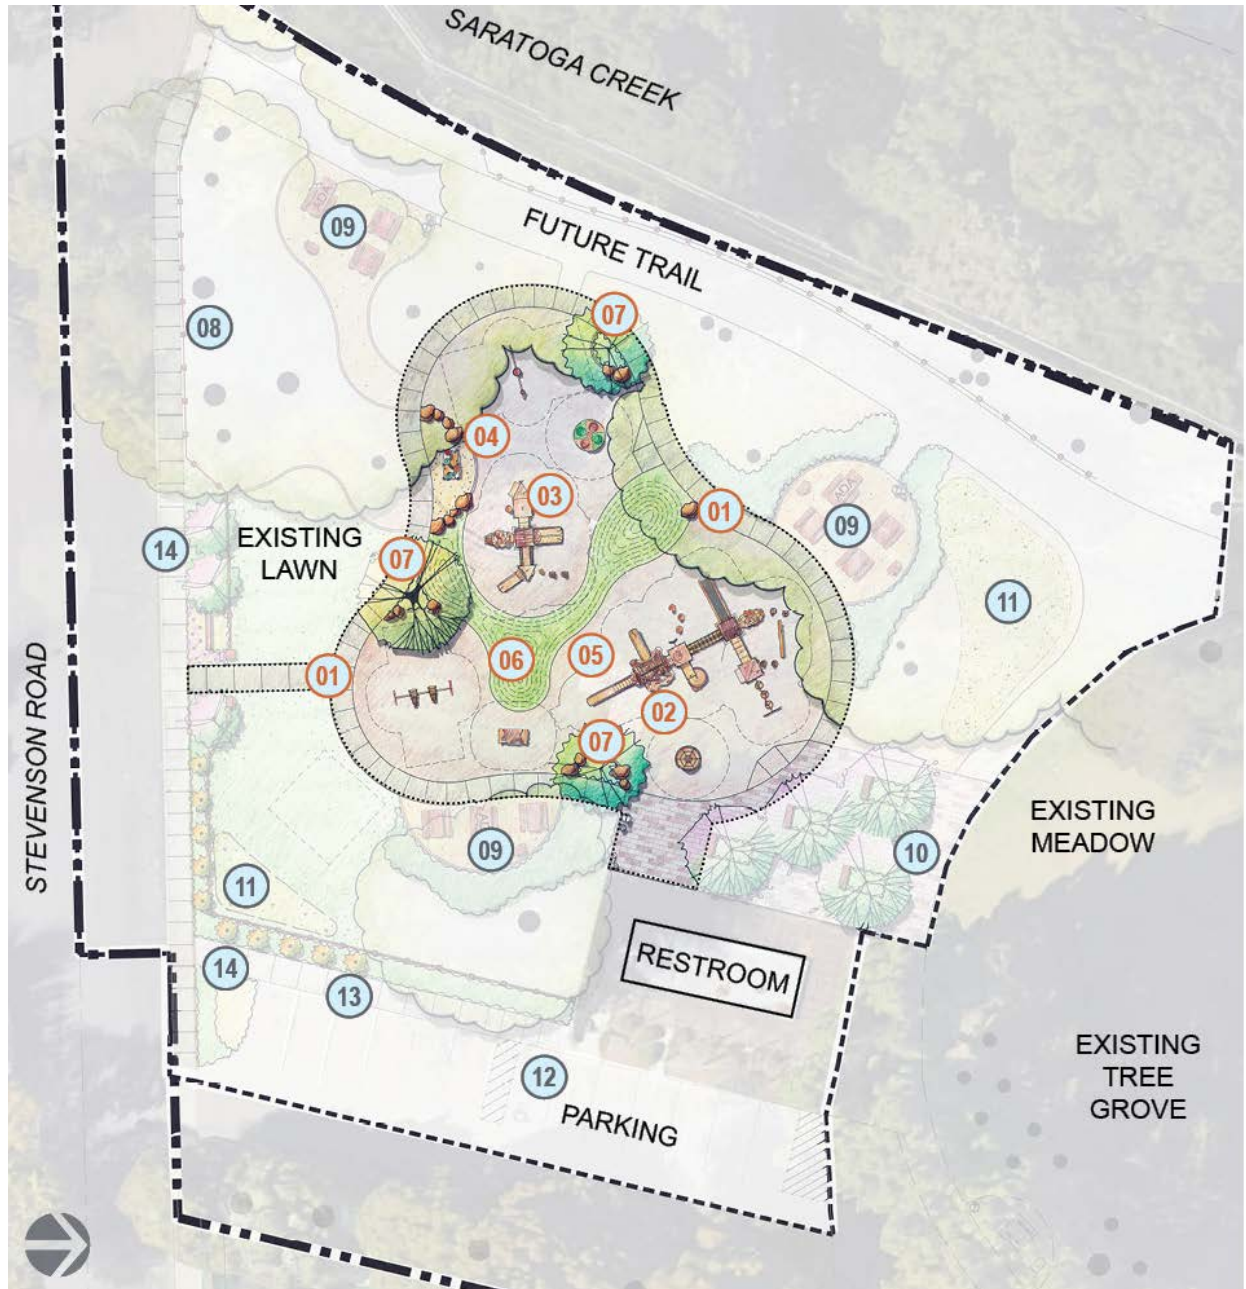 SARATOGA CREEK
09
FUTURE TRAIL
07
08
04
03
01
09
14
EXISTING
LAWN
07
11
06
05
01
02
STEVENSON ROAD
07
EXISTING
MEADOW
09
10
11
RESTROOM
14
13
EXISTING
TREE
GROVE
12
PARKING